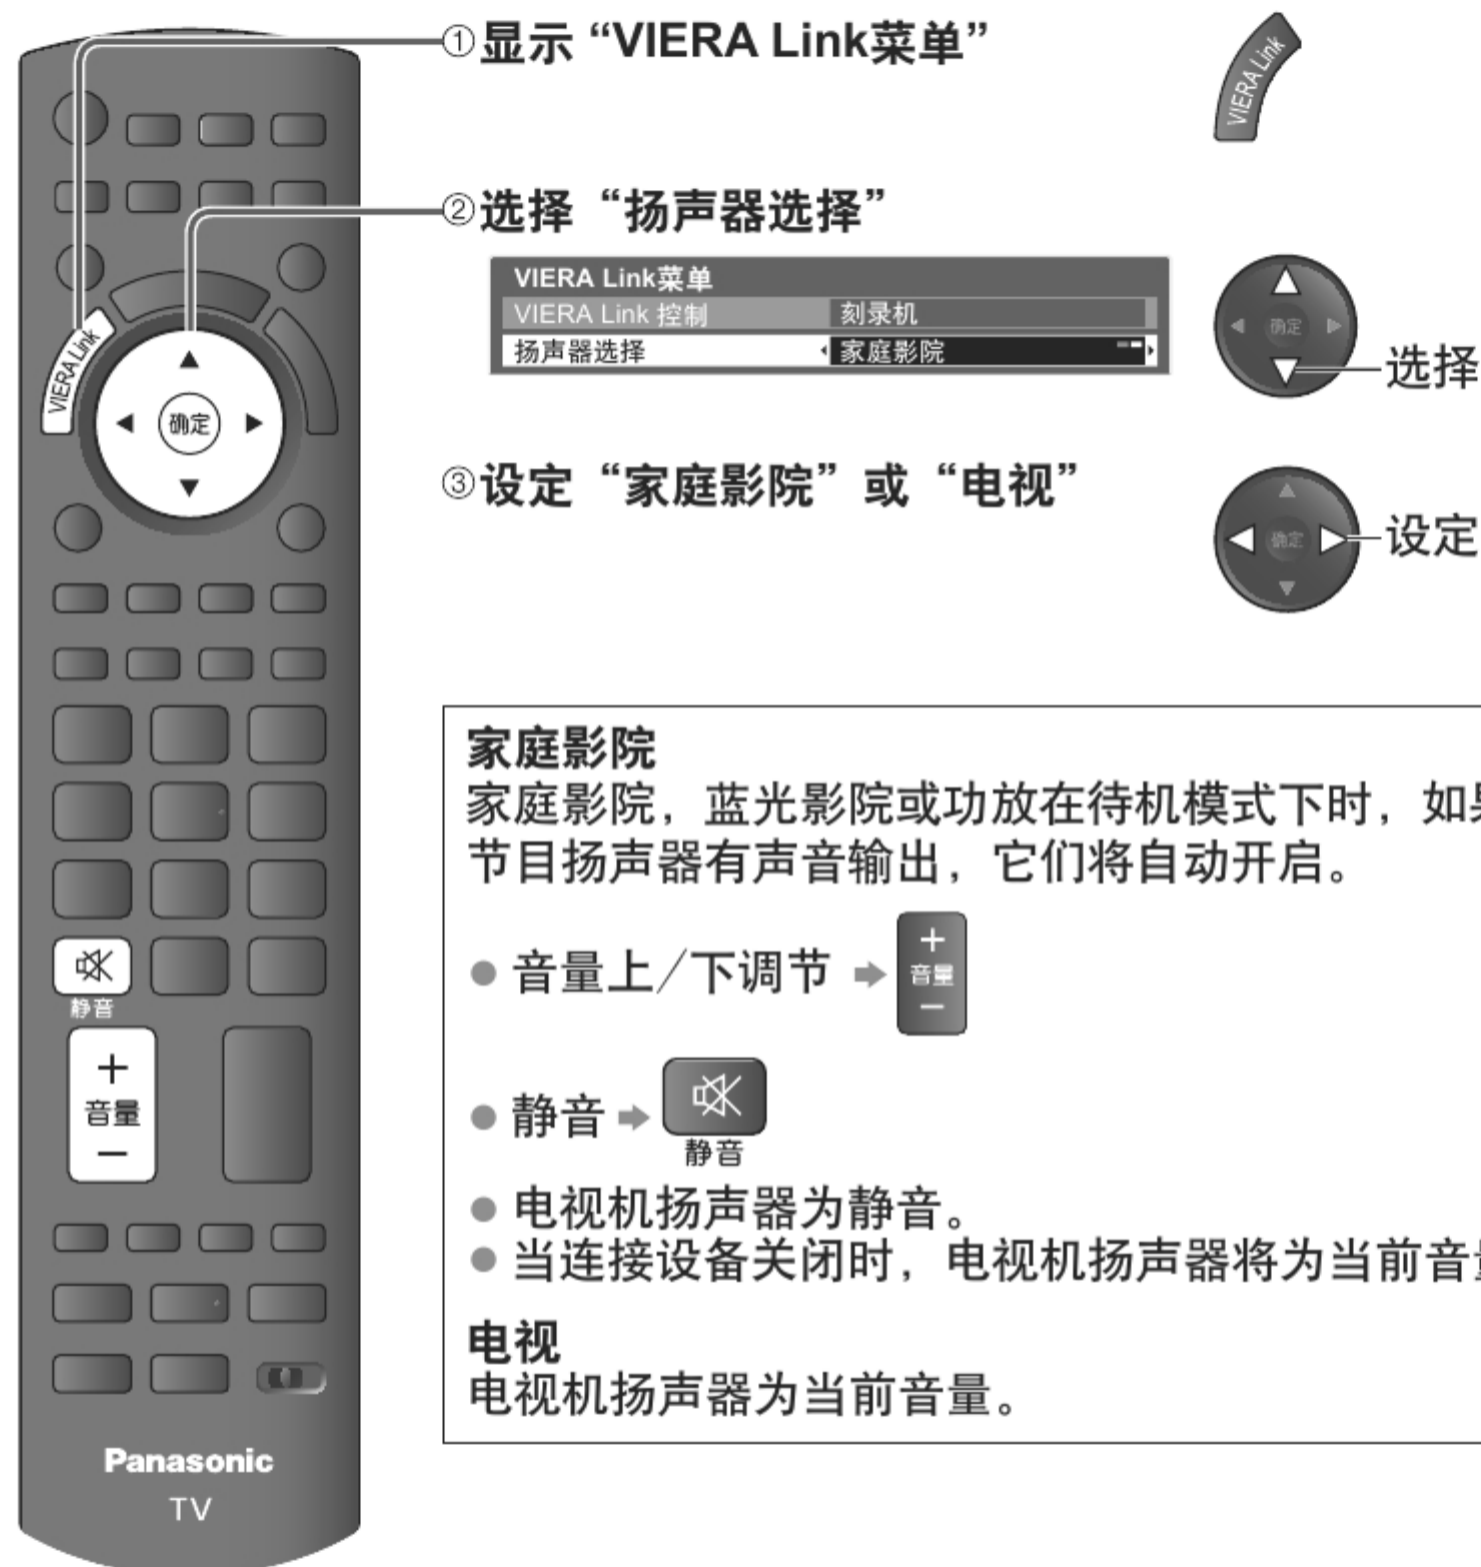 ①显示 “VIERA Link菜单”
VIERA Link
②选择 “扬声器选择”
VIERA Link菜单
VIERA Link 控制 刻录机
扬声器选择 家庭影院
确定
选择
③设定 “家庭影院” 或 “电视”
确定
设定
VIERA Link
确定
静音
+
音量
−
Panasonic
TV
家庭影院
家庭影院，蓝光影院或功放在待机模式下时，如
节目扬声器有声音输出，它们将自动开启。
● 音量上/下调节
+
音量
−
● 静音
静音
● 电视机扬声器为静音。
● 当连接设备关闭时，电视机扬声器将为当前音
电视
电视机扬声器为当前音量。